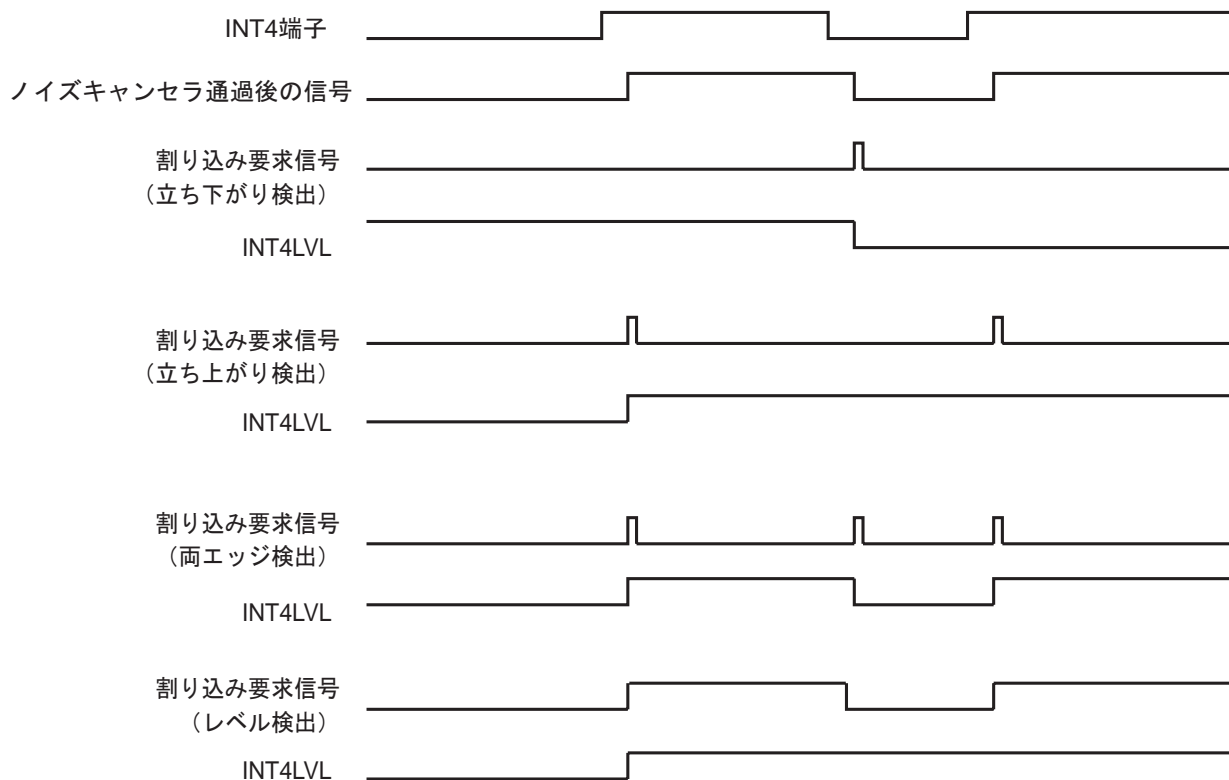 INT4端子
ノイズキャンセラ通過後の信号
割り込み要求信号
（立ち下がり検出）
INT4LVL
割り込み要求信号
（立ち上がり検出）
INT4LVL
割り込み要求信号
（両エッジ検出）
INT4LVL
割り込み要求信号
（レベル検出）
INT4LVL